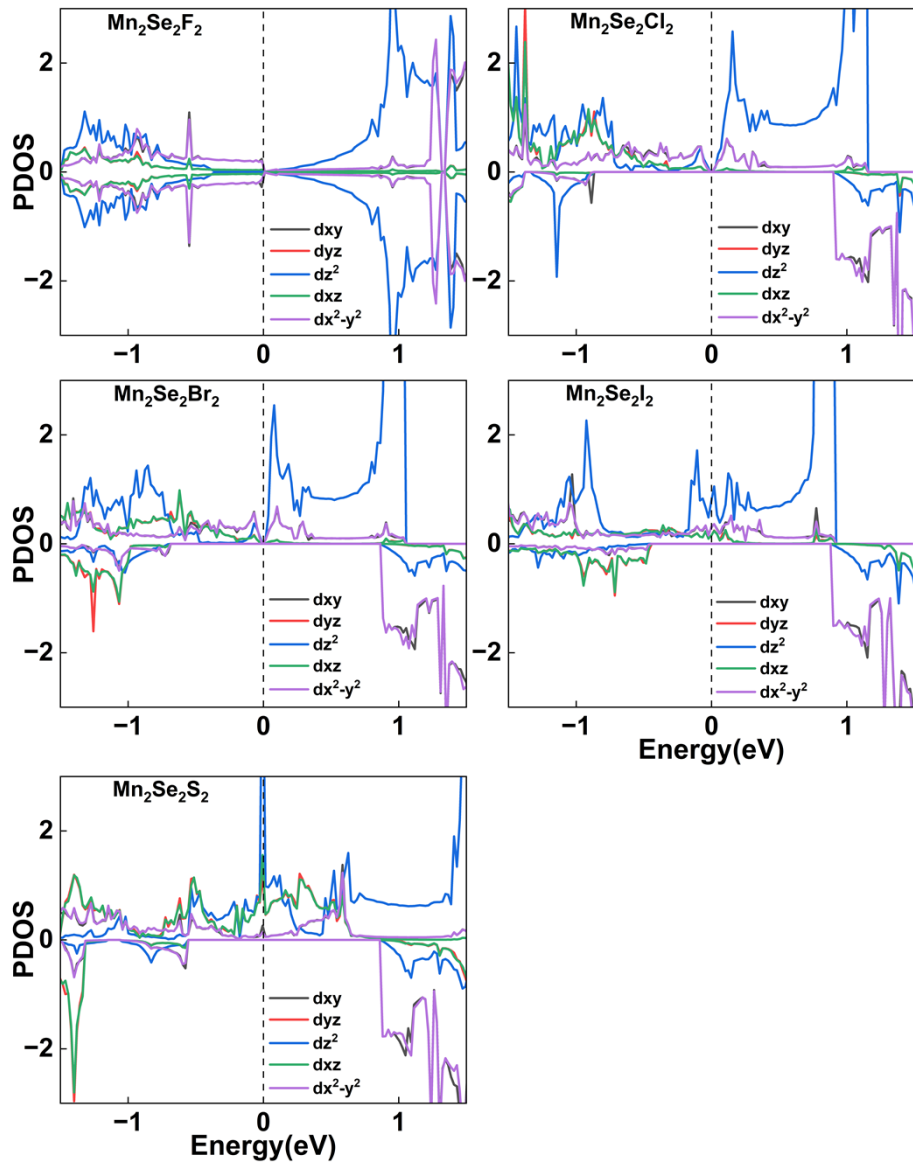 Mn₂Se₂F₂
PDOS
2
0
−2
−1
0
1
dxy
dyz
dz²
dxz
dx²-y²
Mn₂Se₂Cl₂
2
0
−2
−1
0
1
dxy
dyz
dz²
dxz
dx²-y²
Mn₂Se₂Br₂
PDOS
2
0
−2
−1
0
1
dxy
dyz
dz²
dxz
dx²-y²
Mn₂Se₂I₂
2
0
−2
−1
0
1
Energy(eV)
dxy
dyz
dz²
dxz
dx²-y²
Mn₂Se₂S₂
PDOS
2
0
−2
−1
0
1
Energy(eV)
dxy
dyz
dz²
dxz
dx²-y²